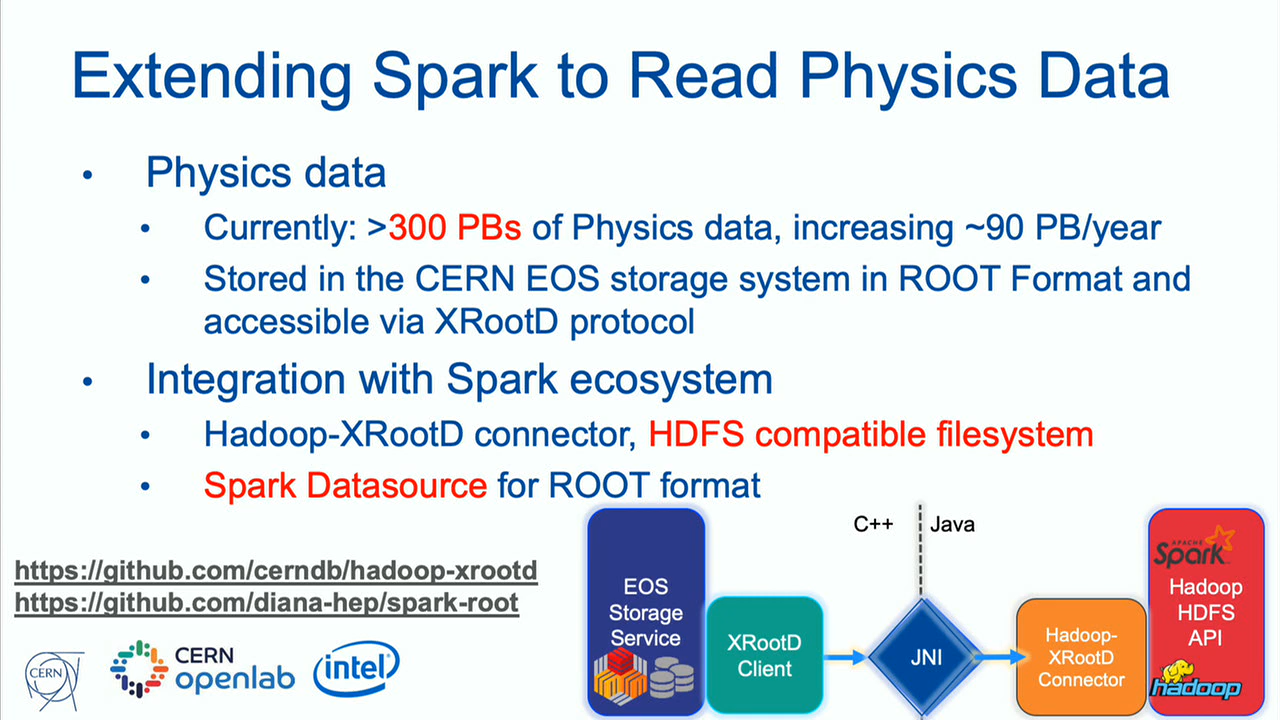 Extending Spark to Read Physics Data
• Physics data
• Currently: >300 PBs of Physics data, increasing ~90 PB/year
• Stored in the CERN EOS storage system in ROOT Format and
accessible via XRootD protocol
• Integration with Spark ecosystem
• Hadoop-XRootD connector, HDFS compatible filesystem
• Spark Datasource for ROOT format
https://github.com/cerndb/hadoop-xrootd
https://github.com/diana-hep/spark-root
CERN
CERN
openlab
intel
EOS
Storage
Service
XRootD
Client
C++
Java
JNI
Hadoop-
XRootD
Connector
APACHE
Spark
Hadoop
HDFS
API
hadoop